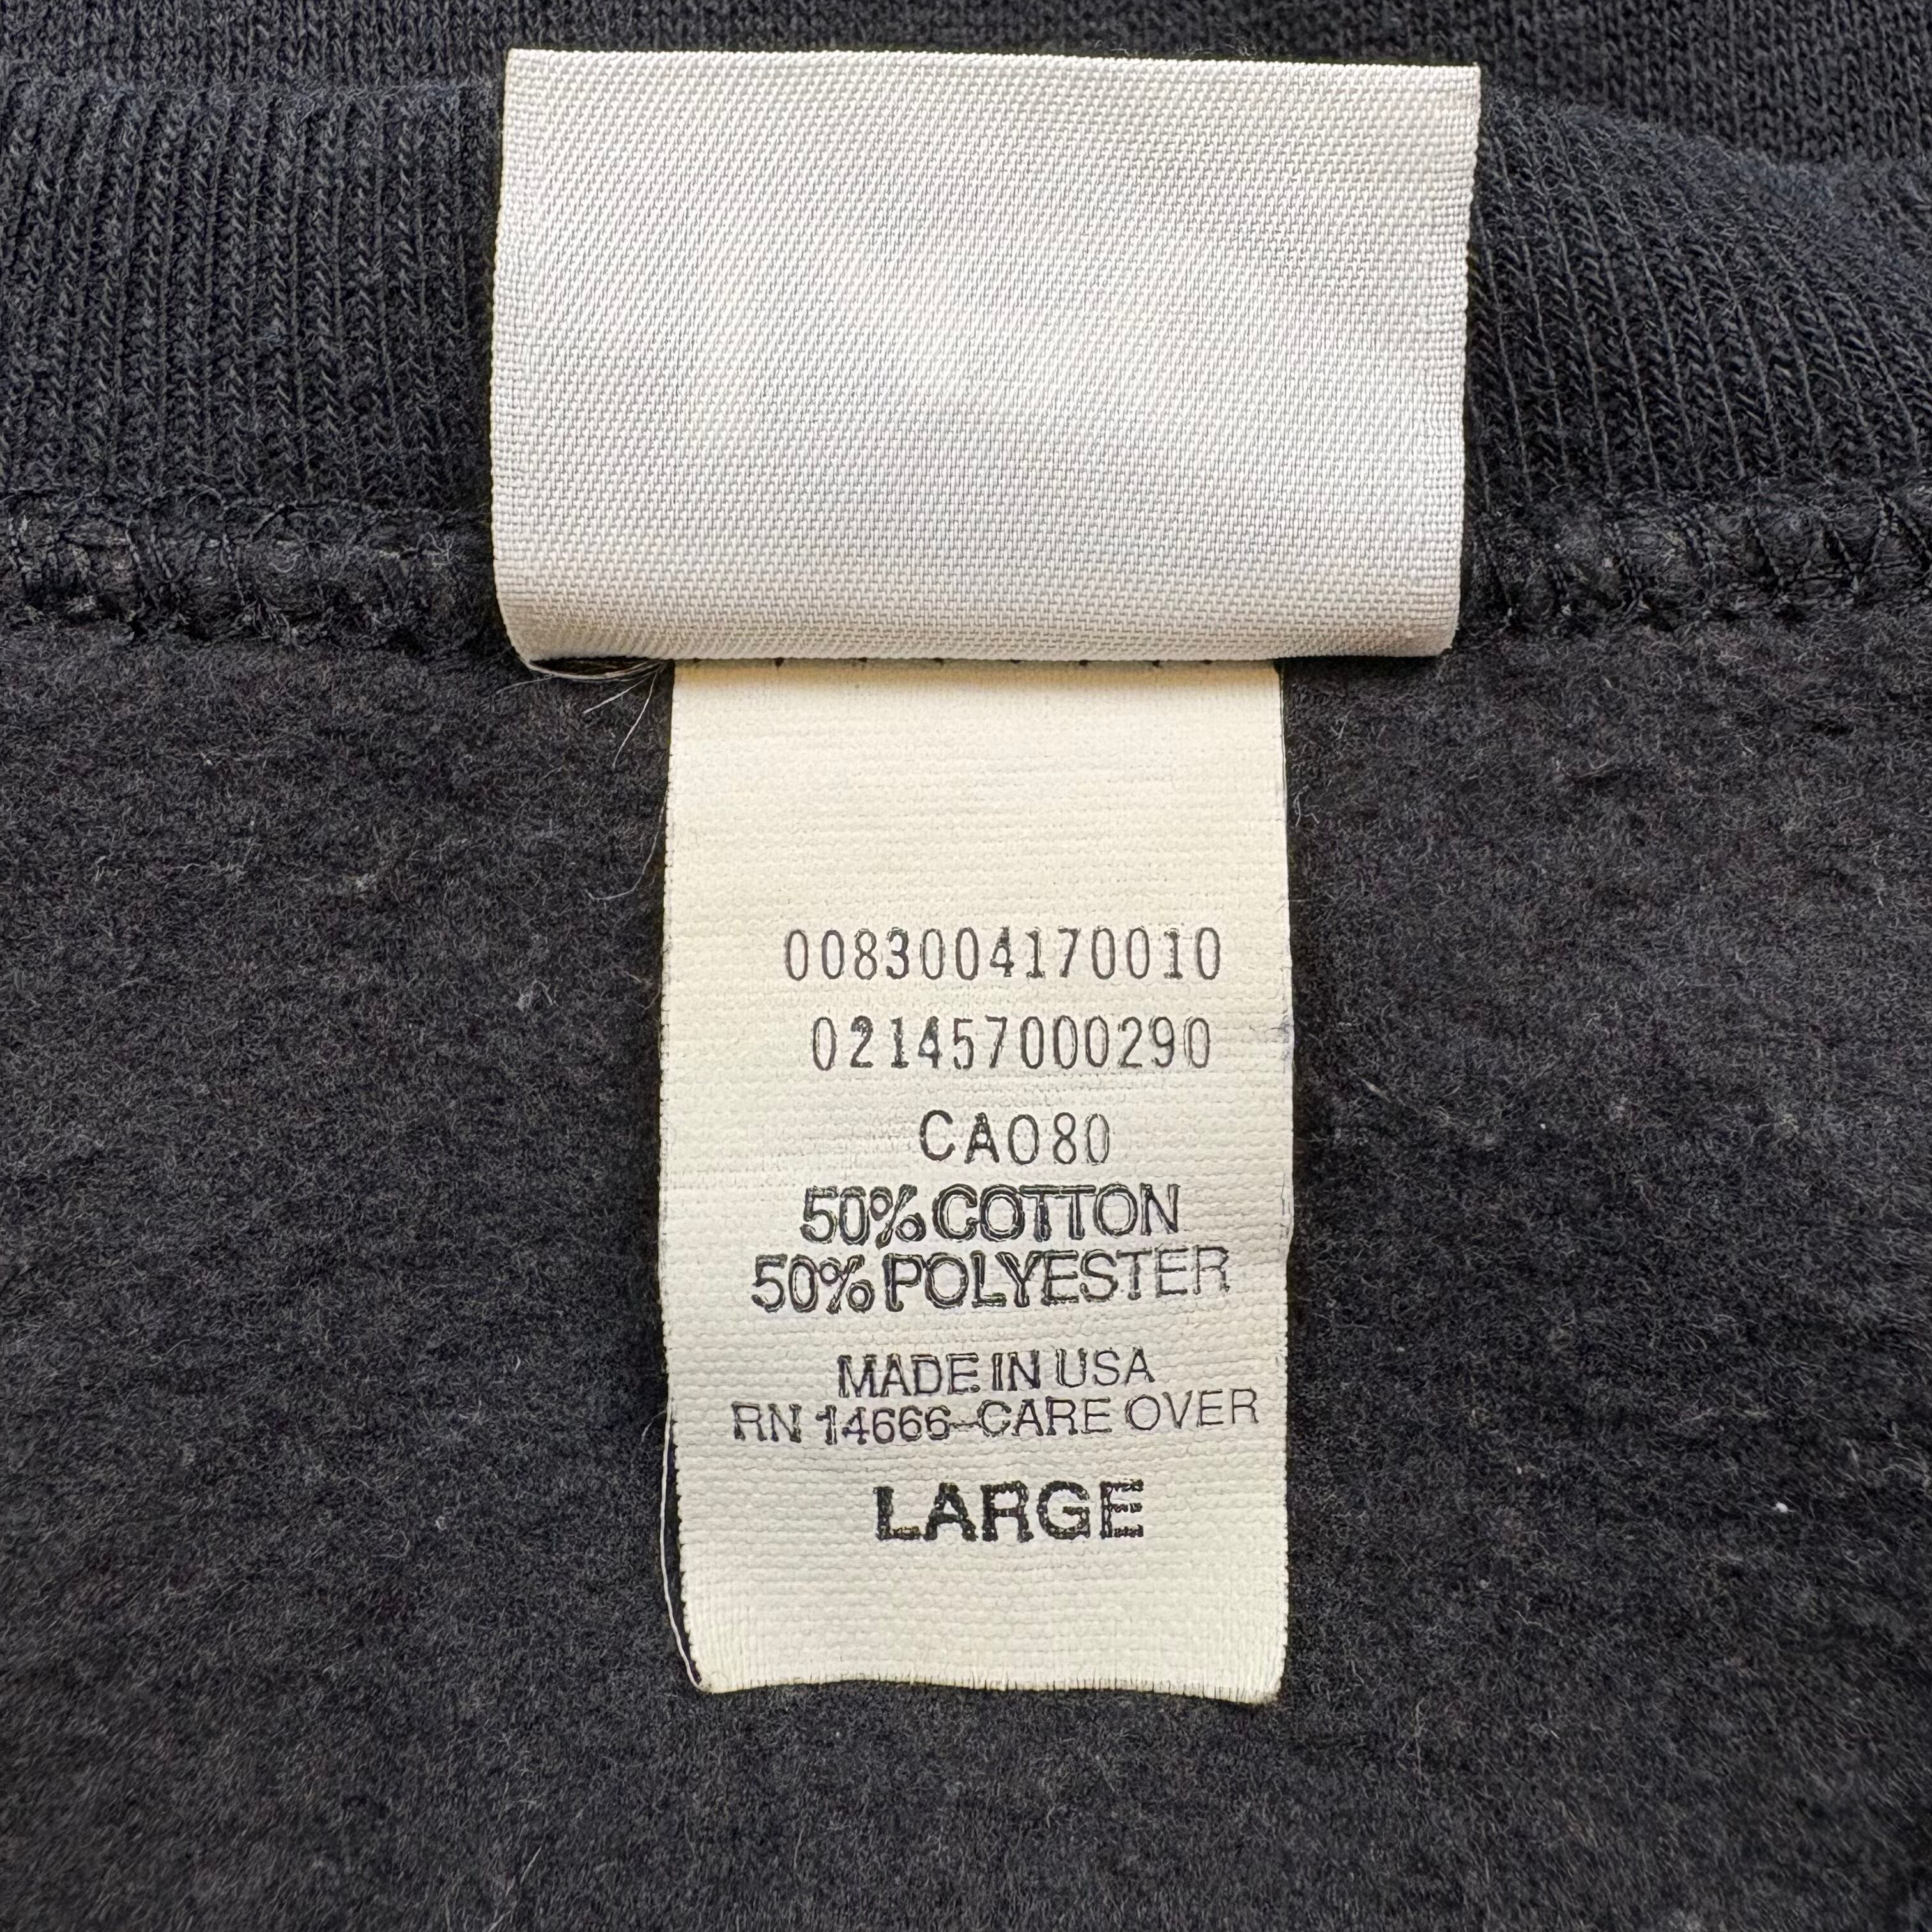 0083004170010
021457000290
CA080
50% COTTON
50% POLYESTER
MADE IN USA
RN 14666-CARE OVER
LARGE